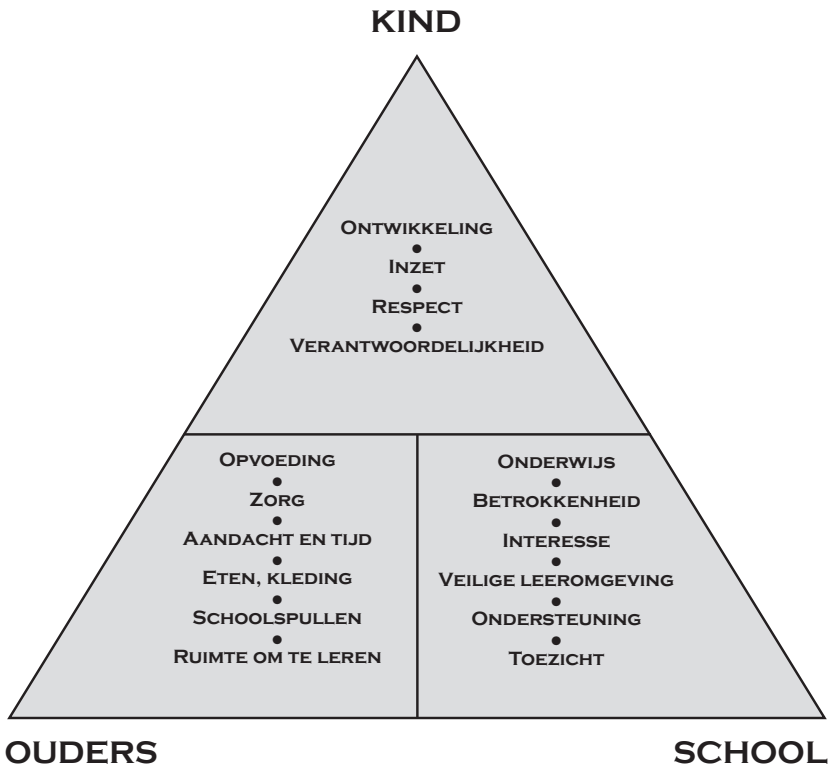 KIND
ONTWIKKELING
•
INZET
•
RESPECT
•
VERANTWOORDELIJKHEID
OPVOEDING
•
ZORG
•
AANDACHT EN TIJD
•
ETEN, KLEDING
•
SCHOOLSPULLEN
•
RUIMTE OM TE LEREN
ONDERWIJS
•
BETROKKENHEID
•
INTERESSE
•
VEILIGE LEEROMGEVING
•
ONDERSTEUNING
•
TOEZICHT
OUDERS
SCHOOL